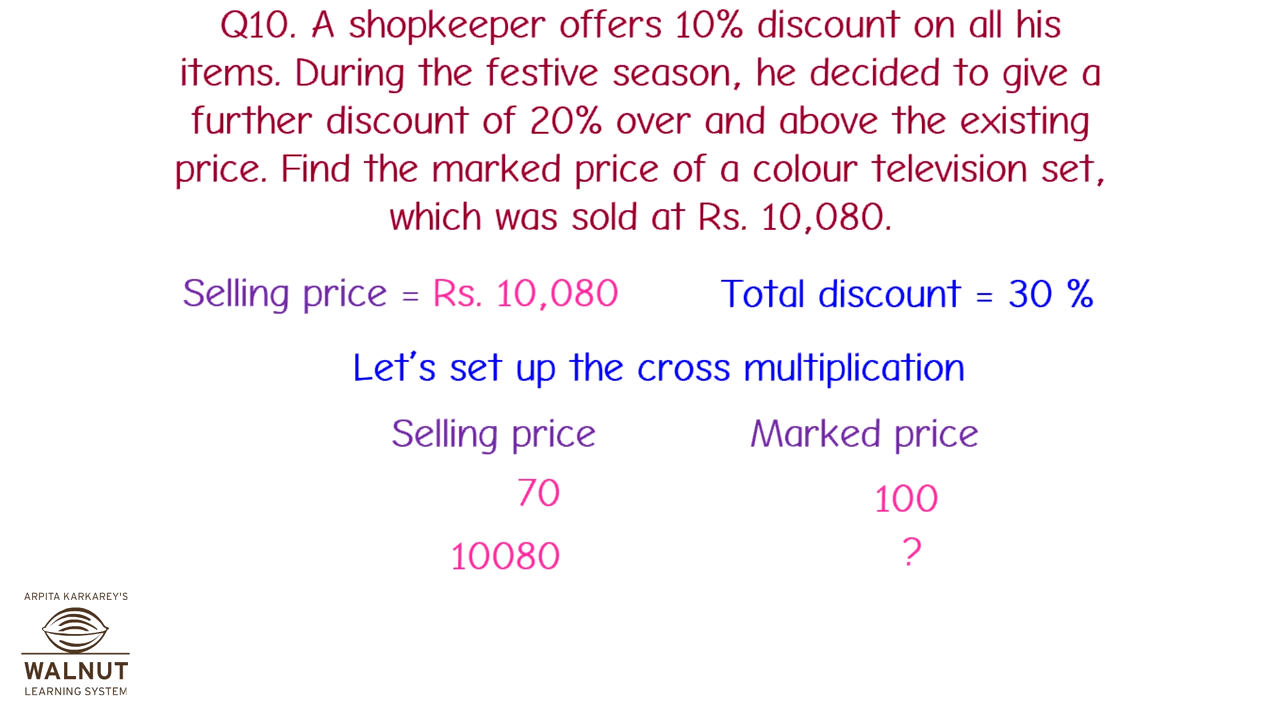 Q10. A shopkeeper offers 10% discount on all his
items. During the festive season, he decided to give a
further discount of 20% over and above the existing
price. Find the marked price of a colour television set,
which was sold at Rs. 10,080.
Selling price = Rs. 10,080 Total discount = 30 %
Let's set up the cross multiplication
Selling price Marked price
70 100
10080 ?
ARPITA KARKAREY'S
WALNUT
LEARNING SYSTEM